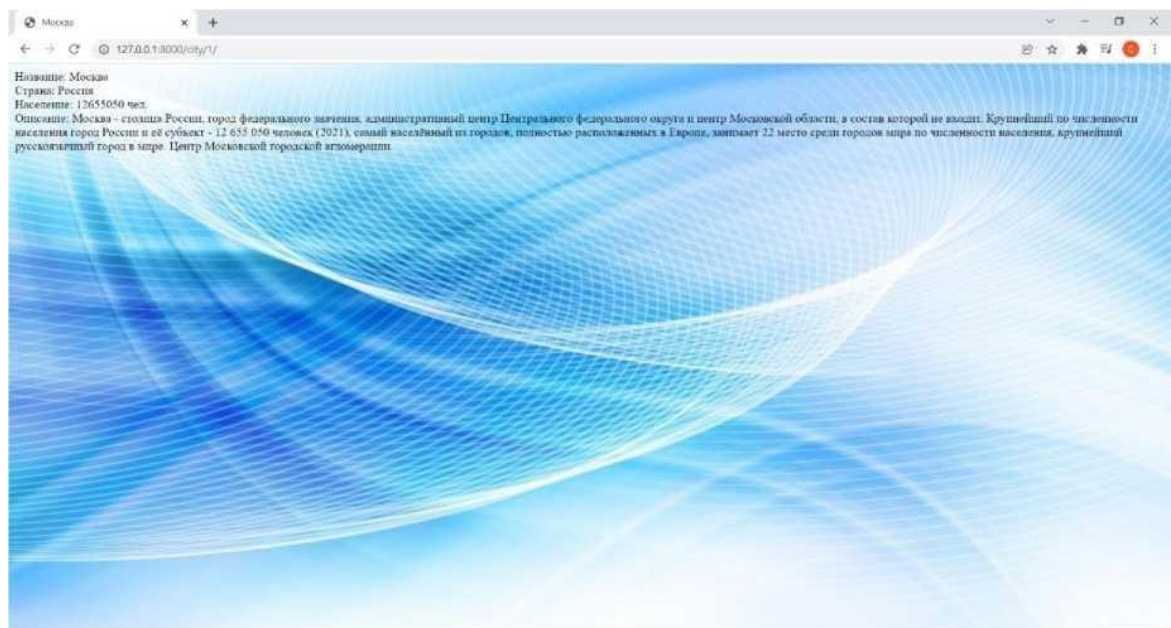 Москва
127.0.0.1:8000/city/1/
Название: Москва
Страна: Россия
Население: 12655050 чел.
Описание: Москва - столица России, город федерального значения, административный центр Центрального федерального округа и центр Московской области, в состав которой не входит. Крупнейший по численности
населения город России и её субъект - 12 655 050 человек (2021), самый населённый из городов, полностью расположенных в Европе, занимает 22 место среди городов мира по численности населения, крупнейший
русскоязычный город в мире. Центр Московской городской агломерации.